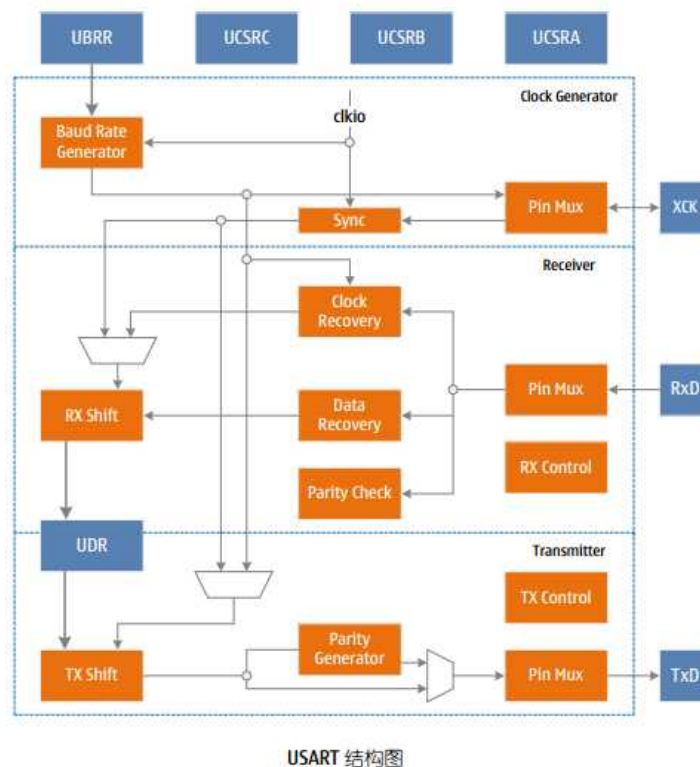 UBRR
UCSRC
UCSRB
UCSRA
Clock Generator
clkio
Baud Rate
Generator
Sync
Pin Mux
XCK
Receiver
Clock
Recovery
RX Shift
Data
Recovery
Pin Mux
RxD
RX Control
Parity Check
UDR
Transmitter
TX Control
TX Shift
Parity
Generator
Pin Mux
TxD
USART 结构图